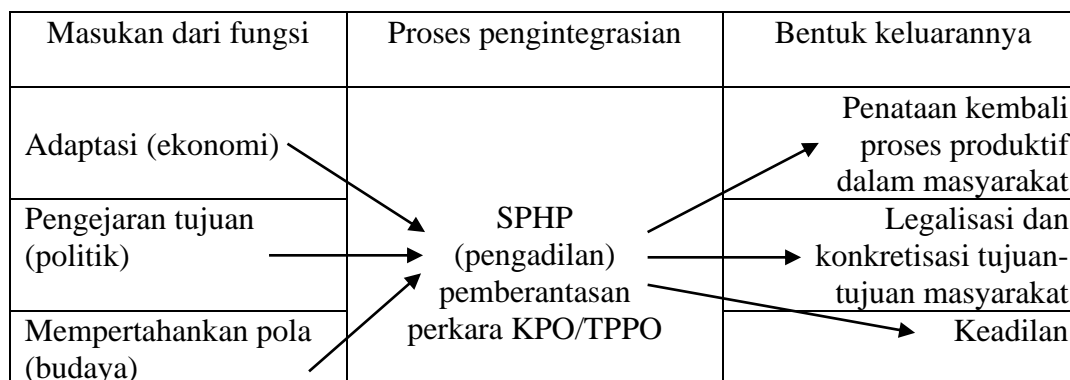 Masukan dari fungsi
Proses pengintegrasian
Bentuk keluarannya
Adaptasi (ekonomi)
Pengejaran tujuan
(politik)
Mempertahankan pola
(budaya)
SPHP
(pengadilan)
pemberantasan
perkara KPO/TPPO
Penataan kembali
proses produktif
dalam masyarakat
Legalisasi dan
konkretisasi tujuan-
tujuan masyarakat
Keadilan